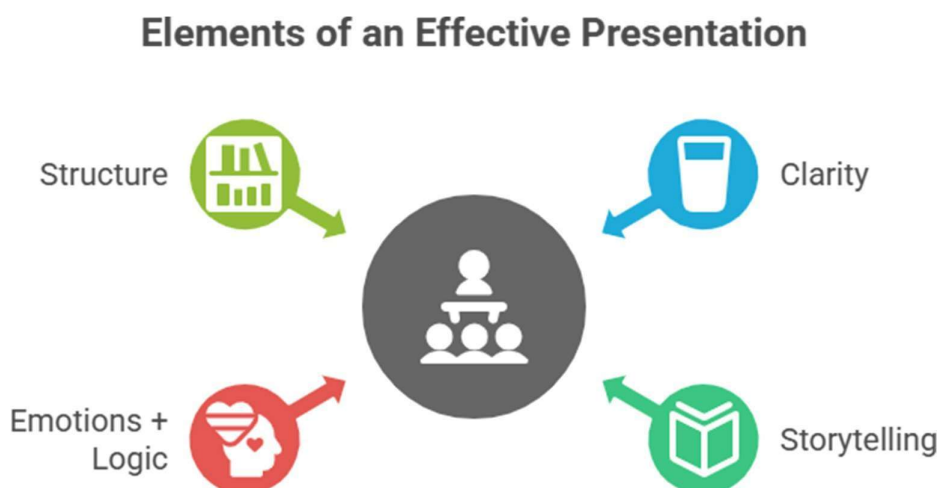 Elements of an Effective Presentation
Structure
Clarity
Emotions +
Logic
Storytelling